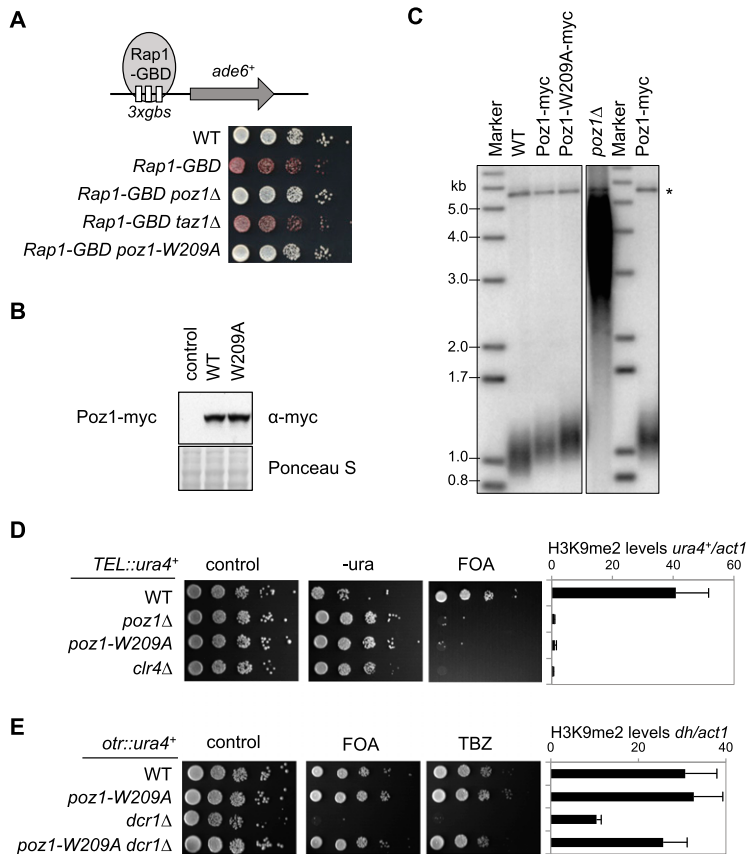 A
Rap1
-GBD
ade6+
3xgbs
WT
Rap1-GBD
Rap1-GBD poz1Δ
Rap1-GBD taz1Δ
Rap1-GBD poz1-W209A
B
control
WT
W209A
Poz1-myc
α-myc
Ponceau S
C
Marker
WT
Poz1-myc
Poz1-W209A-myc
poz1Δ
Marker
Poz1-myc
kb
*
5.0
4.0
3.0
2.0
1.7
1.0
0.8
D
TEL::ura4+
control
-ura
FOA
H3K9me2 levels ura4+/act1
0 20 40 60
WT
poz1Δ
poz1-W209A
clr4Δ
E
otr::ura4+
control
FOA
TBZ
H3K9me2 levels dh/act1
0 20 40
WT
poz1-W209A
dcr1Δ
poz1-W209A dcr1Δ